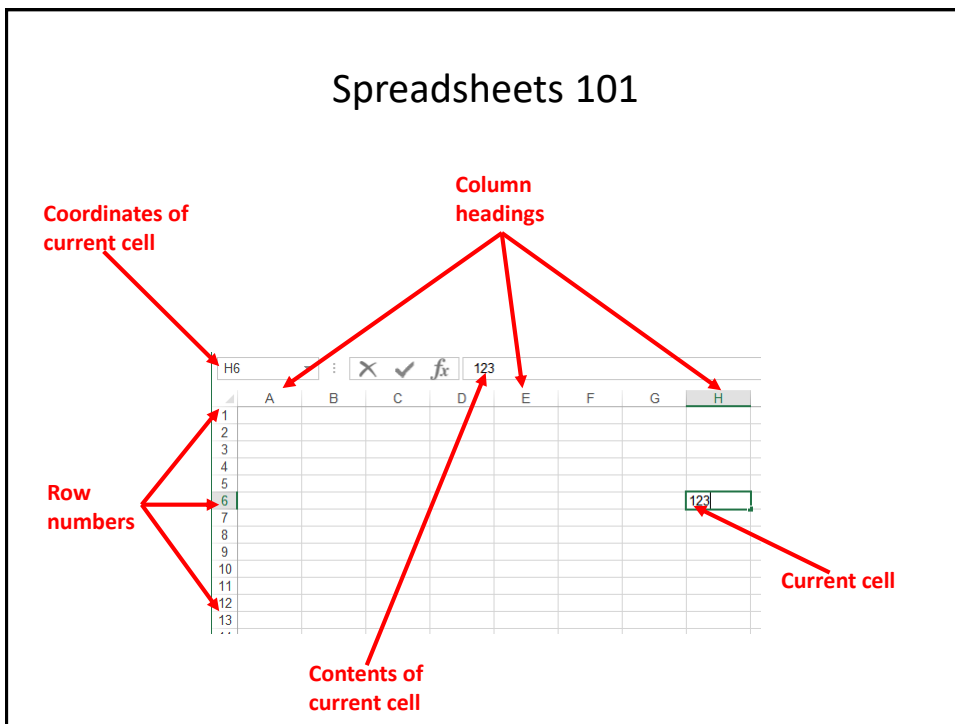 Spreadsheets 101
Column
headings
Coordinates of
current cell
H6 fx 123
A B C D E F G H
1
2
3
4
5
Row
numbers
6 123
7
8
9
10
11
12
13
Current cell
Contents of
current cell